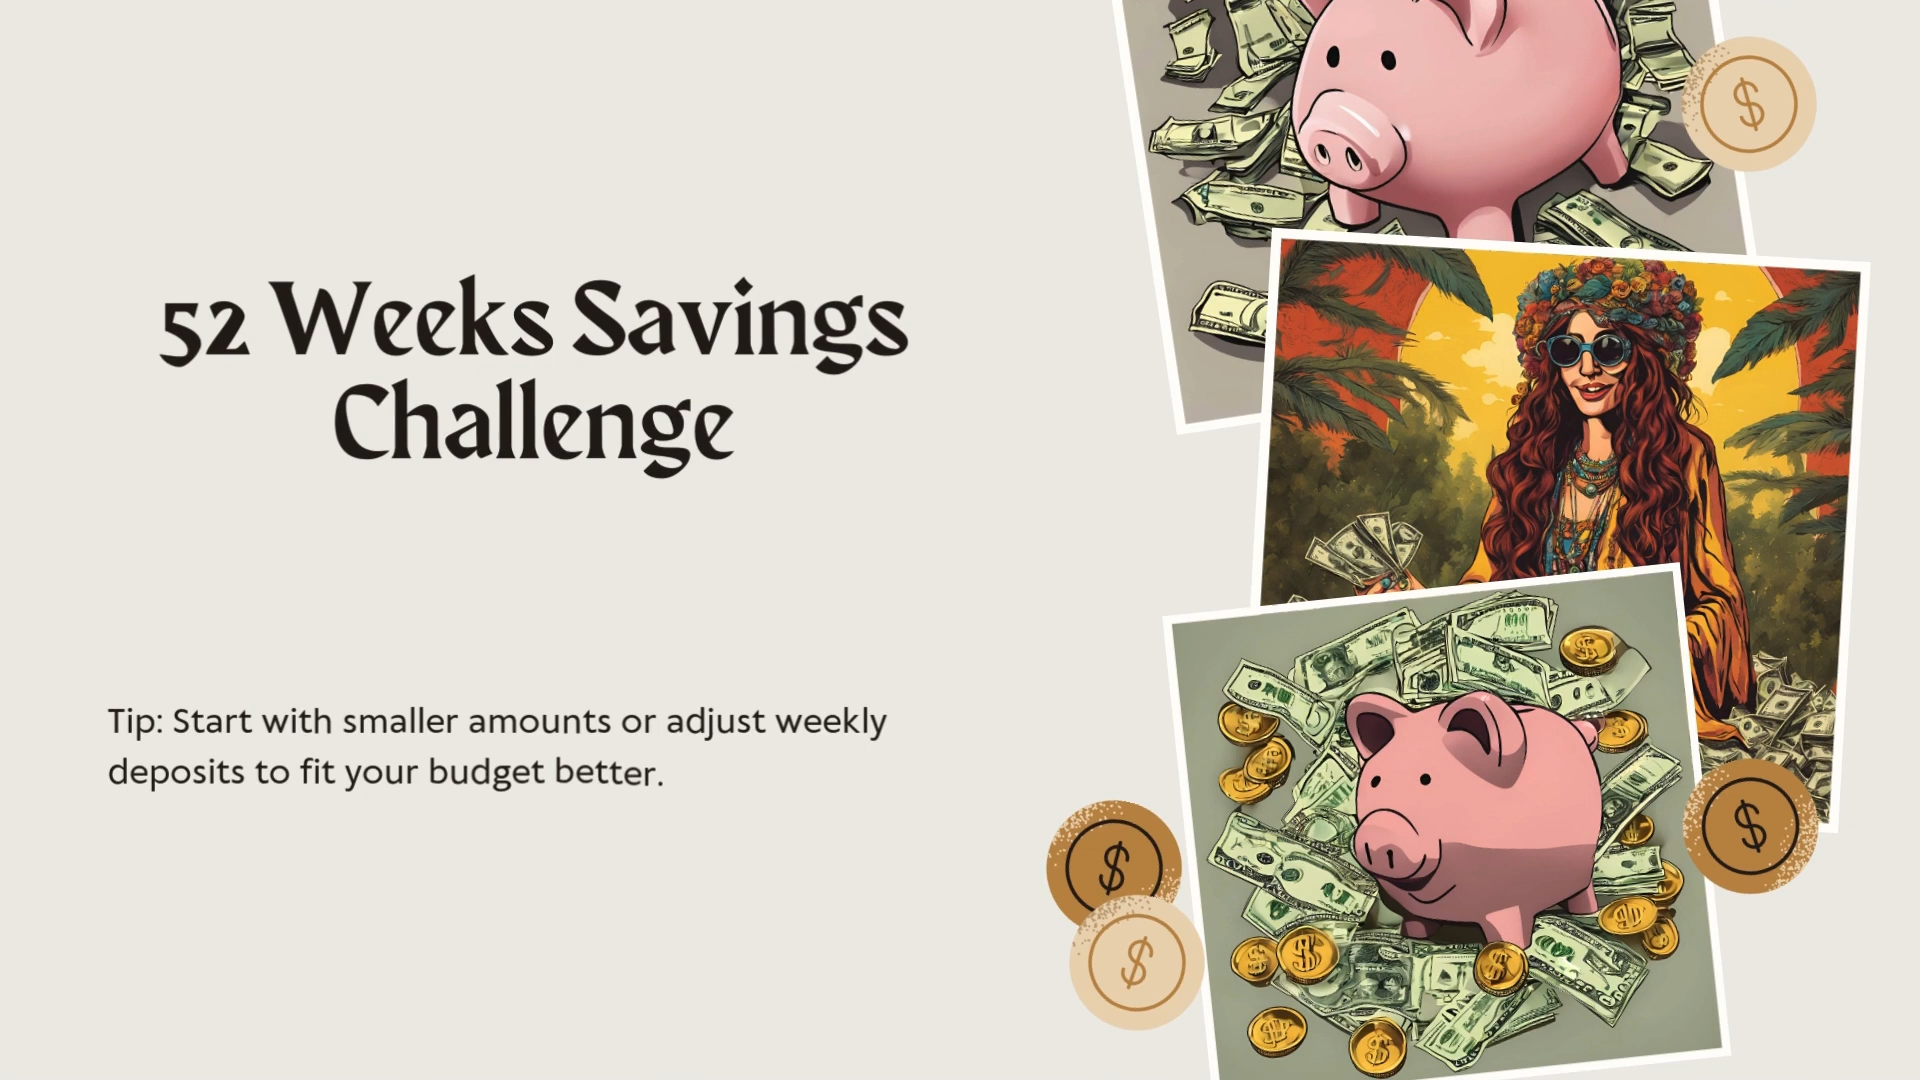 52 Weeks Savings
Challenge
Tip: Start with smaller amounts or adjust weekly
deposits to fit your budget better.
$
$
$
$